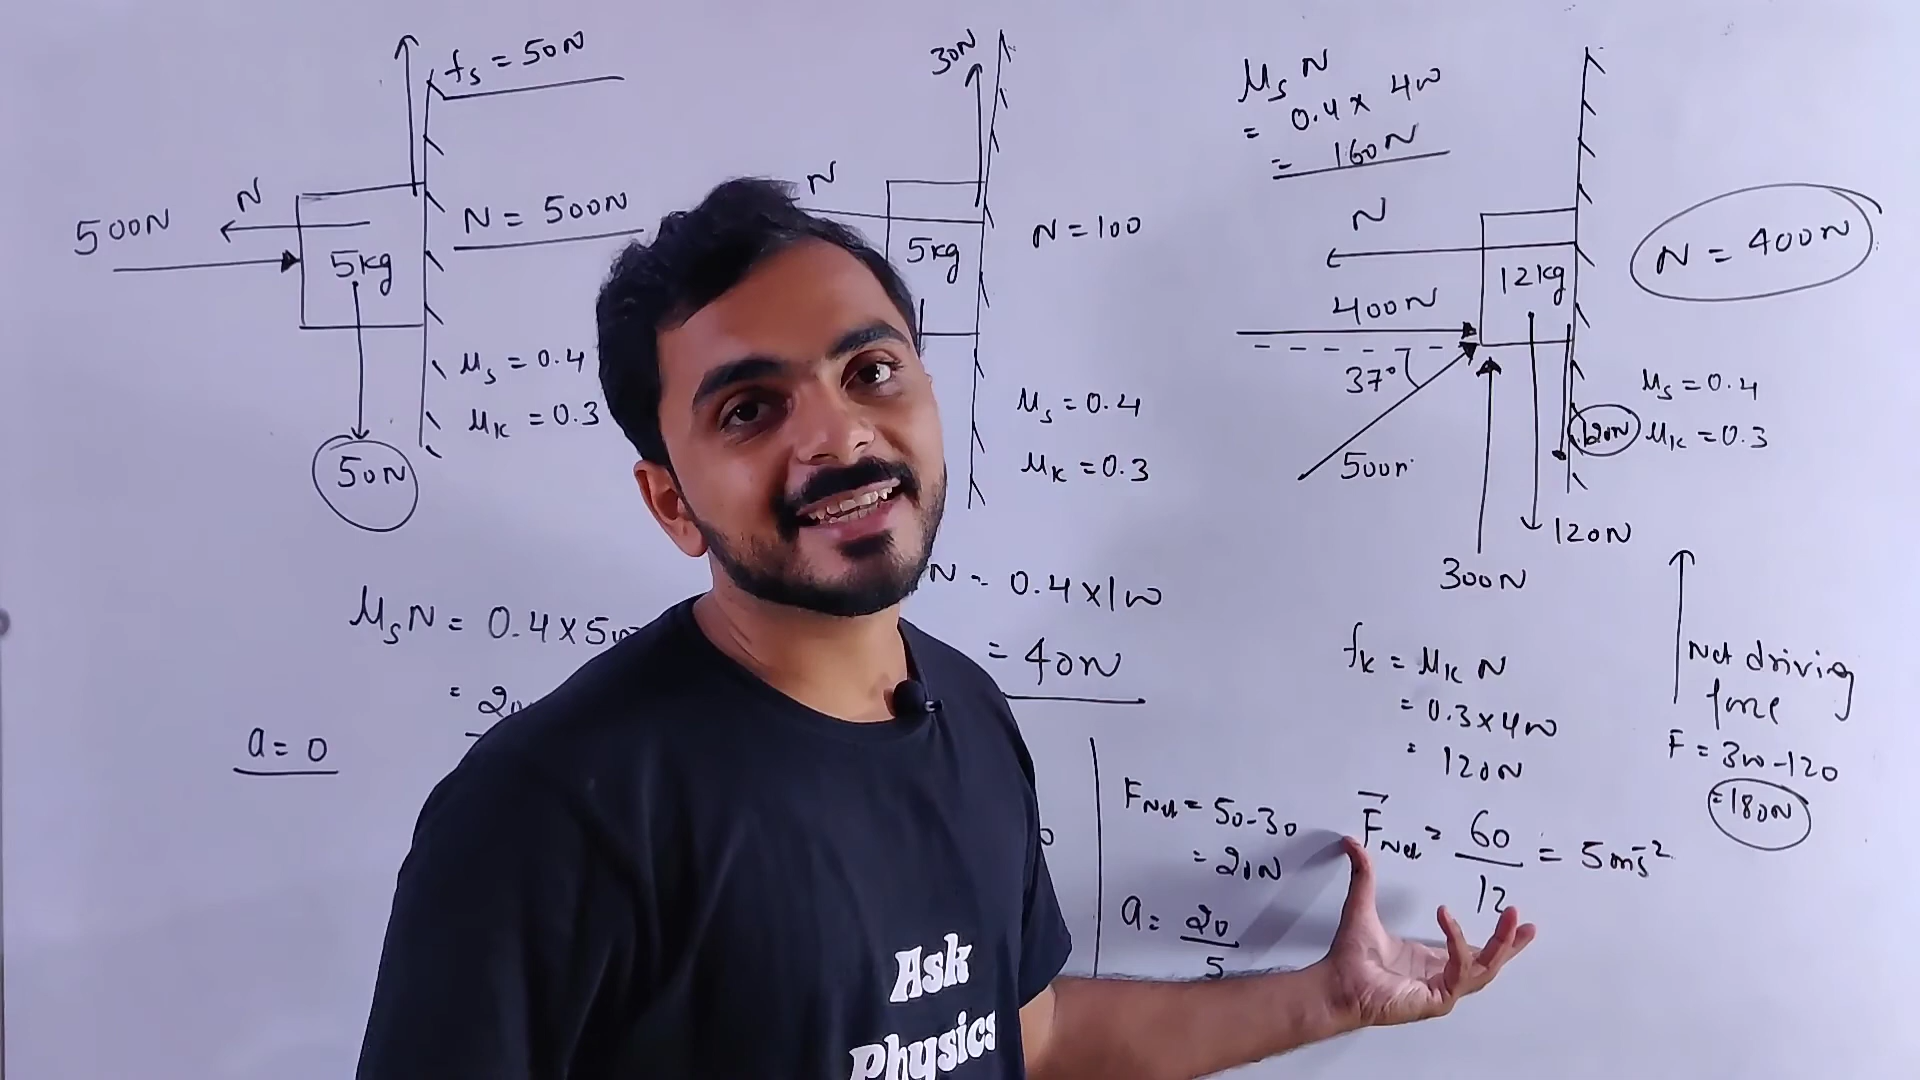 fs = 50N
500N
N
N = 500N
5kg
μs = 0.4
μk = 0.3
50N
μsN = 0.4 x
a = 0
30N
N
N = 100
5kg
μs = 0.4
μk = 0.3
N = 0.4 x 100
= 40N
FNet = 50-30
= 20N
a = 20
5
μs N
= 0.4 x 400
= 160N
N
N = 400N
12kg
400N
37°
500N
μs = 0.4
μk = 0.3
120N
120N
300N
fk = μk N
= 0.3 x 400
= 120N
Net driving
force
F = 300-120
= 180N
FNet = 60
12
= 5ms-2
Ask
Physics